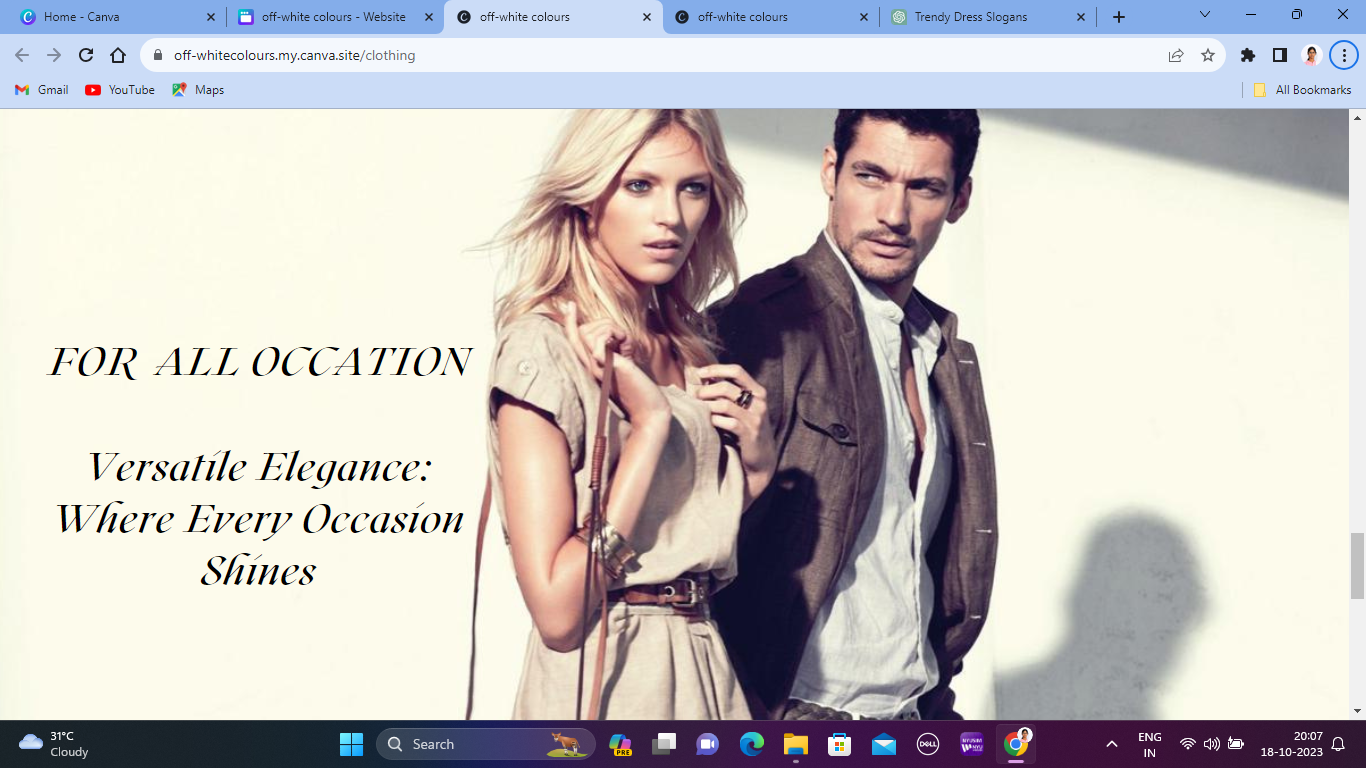 Home - Canva
off-white colours - Website
off-white colours
off-white colours
Trendy Dress Slogans
off-whitecolours.my.canva.site/clothing
Gmail
YouTube
Maps
All Bookmarks
FOR ALL OCCATION
Versatile Elegance:
Where Every Occasion
Shines
31°C
Cloudy
Search
PRE
DELL
ENG
IN
20:07
18-10-2023